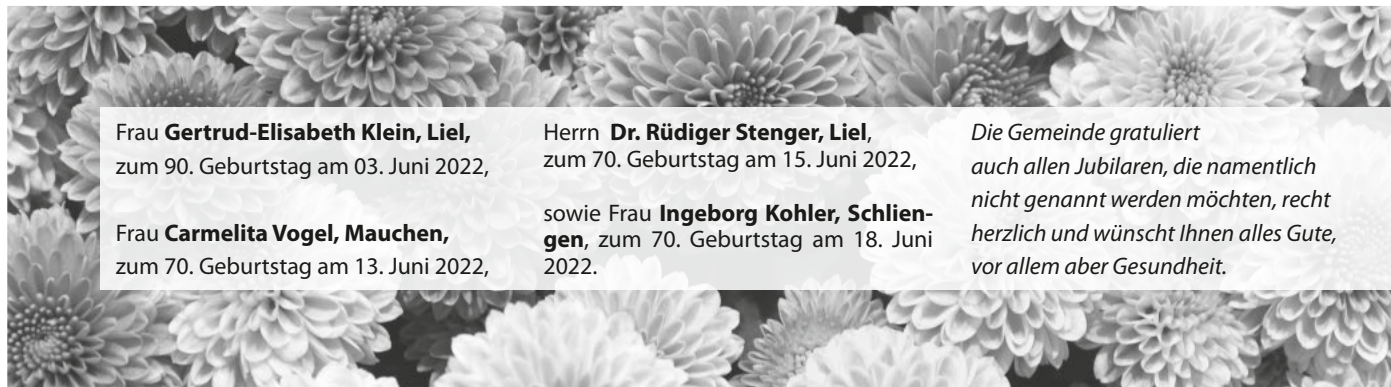 Frau Gertrud-Elisabeth Klein, Liel,
zum 90. Geburtstag am 03. Juni 2022,
Frau Carmelita Vogel, Mauchen,
zum 70. Geburtstag am 13. Juni 2022,
Herrn Dr. Rüdiger Stenger, Liel,
zum 70. Geburtstag am 15. Juni 2022,
sowie Frau Ingeborg Kohler, Schlien-
gen, zum 70. Geburtstag am 18. Juni
2022.
Die Gemeinde gratuliert
auch allen Jubilaren, die namentlich
nicht genannt werden möchten, recht
herzlich und wünscht Ihnen alles Gute,
vor allem aber Gesundheit.